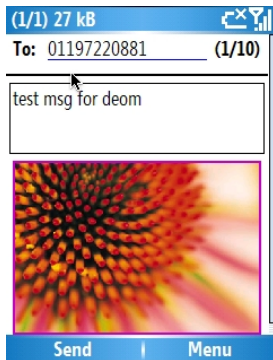 (1/1) 27 kB
To: 01197220881 (1/10)
test msg for deom
Send Menu